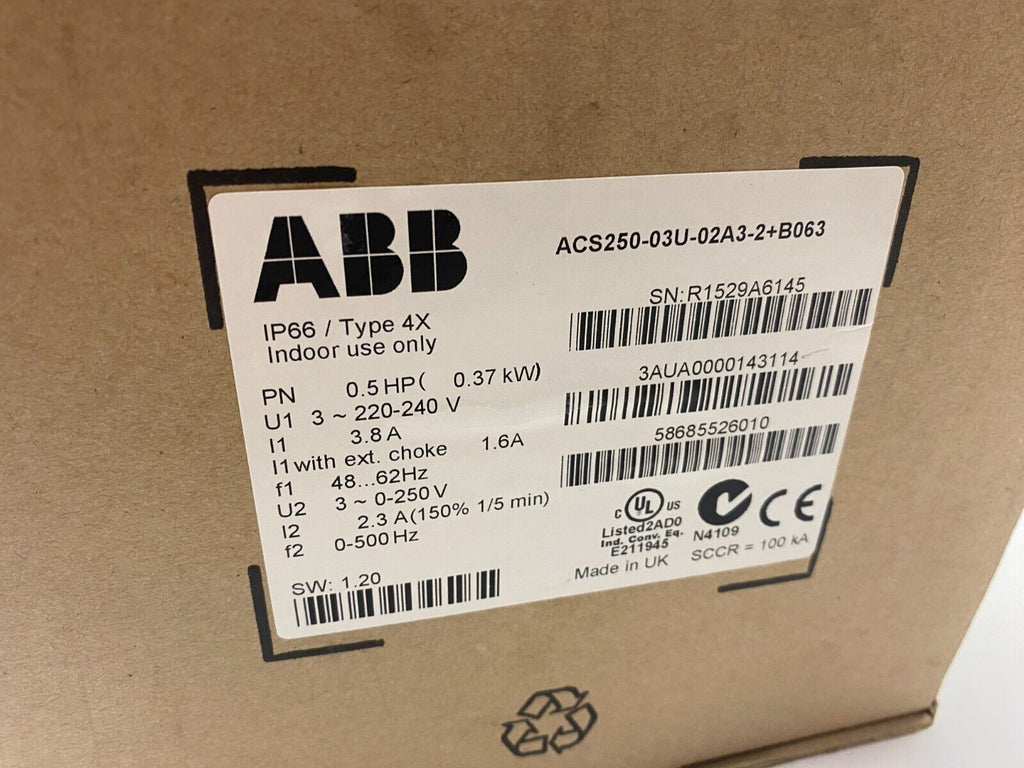 ABB
ACS250-03U-02A3-2+B063
SN: R1529A6145
IP66 / Type 4X
Indoor use only
3AUA0000143114
PN 0.5 HP( 0.37 kW)
U1 3 ~ 220-240 V
I1 3.8 A
I1 with ext. choke 1.6A
58685526010
f1 48...62Hz
U2 3 ~ 0-250 V
I2 2.3 A (150% 1/5 min)
f2 0-500 Hz
C UL US
Listed2AD0
Ind. Conv. Eq.
E211945
N4109
CE
Made in UK SCCR = 100 kA
SW: 1.20